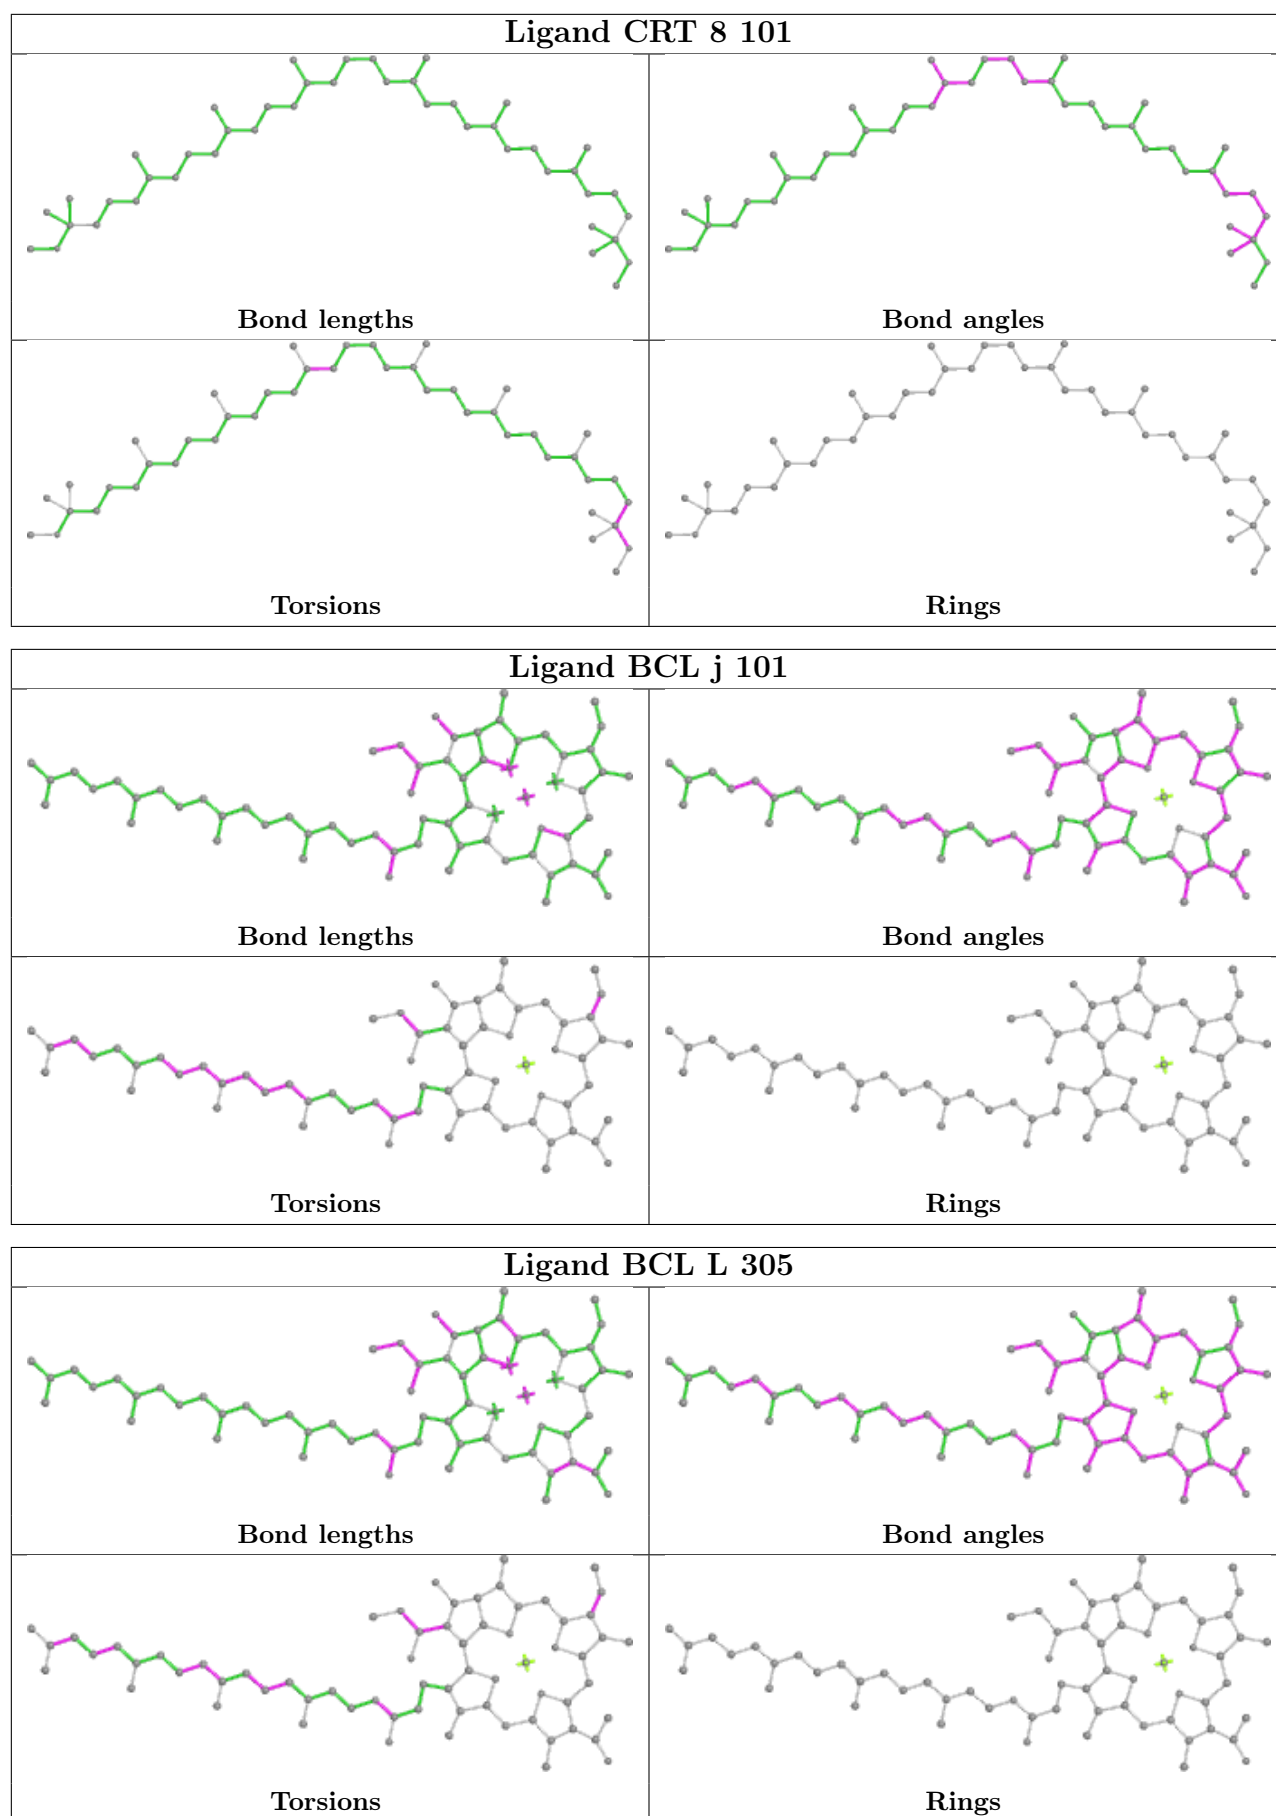 Ligand CRT 8 101
Bond lengths
Bond angles
Torsions
Rings
Ligand BCL j 101
Bond lengths
Bond angles
Torsions
Rings
Ligand BCL L 305
Bond lengths
Bond angles
Torsions
Rings